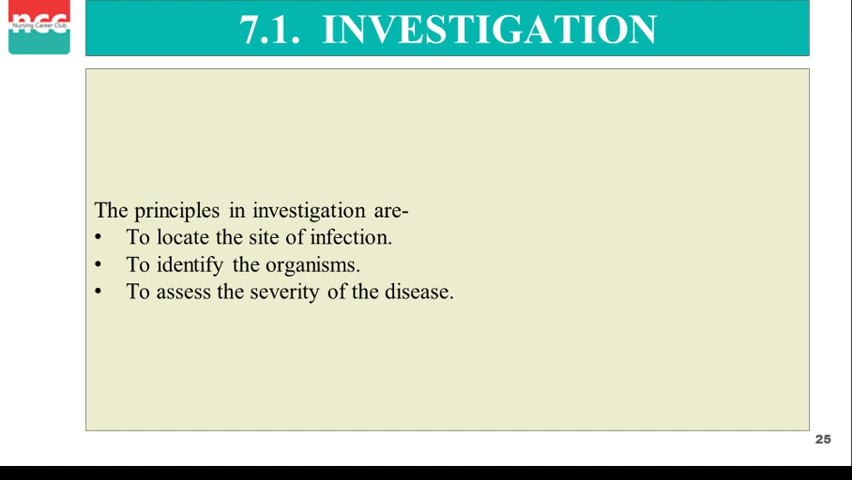 ncc
Nursing Career Club
7.1. INVESTIGATION
The principles in investigation are-
• To locate the site of infection.
• To identify the organisms.
• To assess the severity of the disease.
25